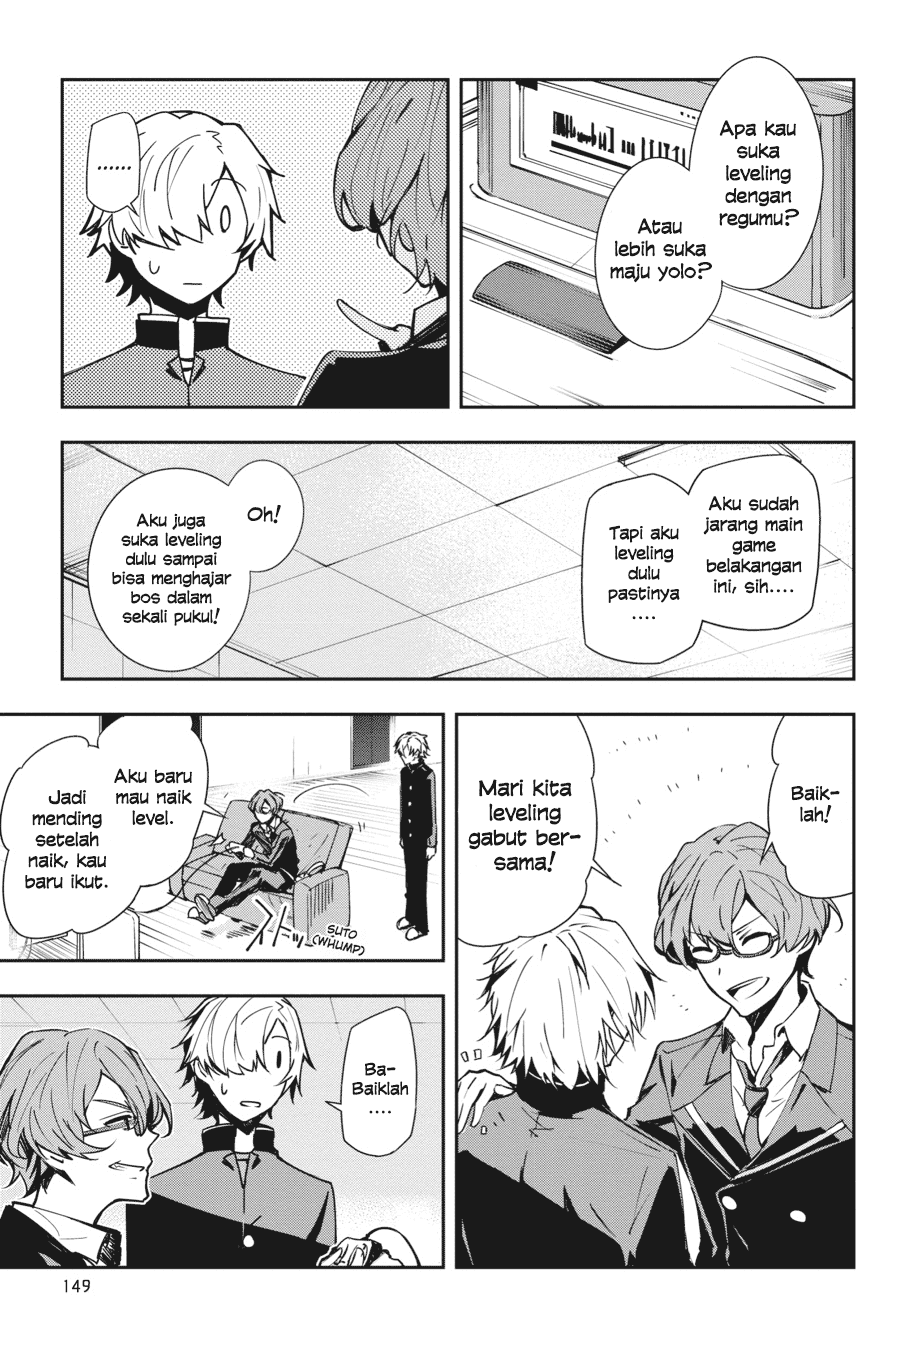 Apa kau
suka
leveling
dengan
regumu?
Atau
lebih suka
maju yolo?
......
Aku sudah
jarang main
game
belakangan
ini, sih....
Tapi aku
leveling
dulu
pastinya
....
Oh!
Aku juga
suka leveling
dulu sampai
bisa menghajar
bos dalam
sekali pukul!
Baik-
lah!
Mari kita
leveling
gabut ber-
sama!
Aku baru
mau naik
level.
Jadi
mending
setelah
naik, kau
baru ikut.
SUTO
(WHUMP)
Ba-
Baiklah
....
149